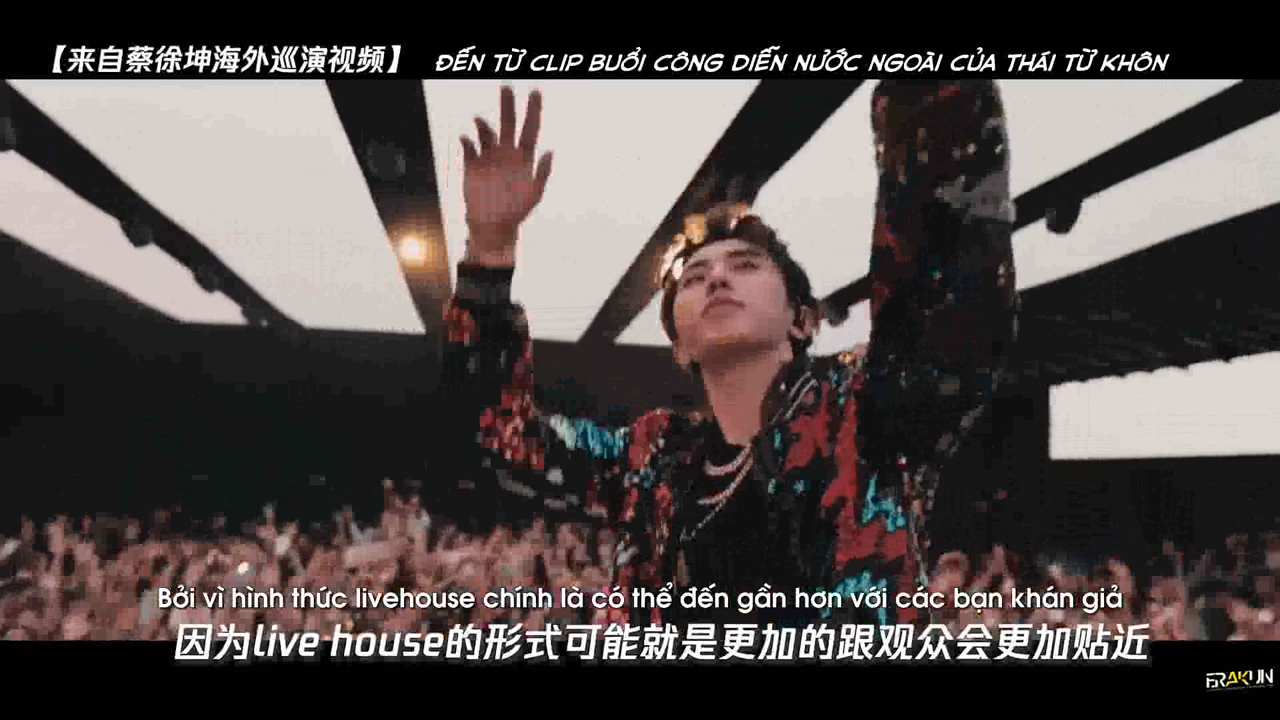 【来自蔡徐坤海外巡演视频】 ĐẾN TỪ CLIP BUỔI CÔNG DIỄN NƯỚC NGOÀI CỦA THÁI TỪ KHÔN
Bởi vì hình thức livehouse chính là có thể đến gần hơn với các bạn khán giả
因为live house的形式可能就是更加的跟观众会更加贴近
FRAKUN